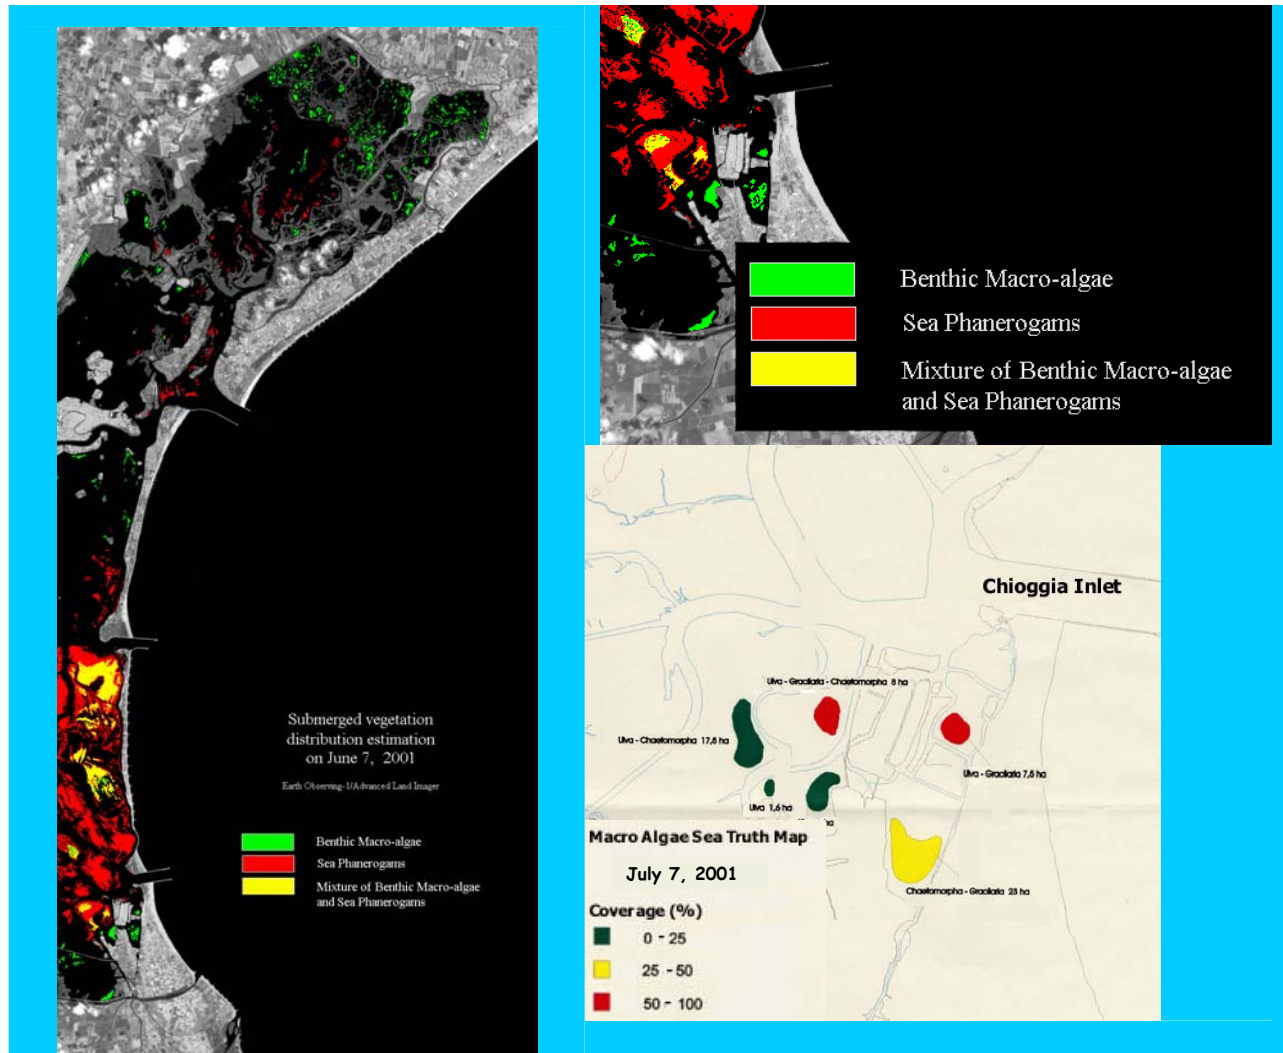 Submerged vegetation
distribution estimation
on June 7, 2001
Earth Observing-1/Advanced Land Imager
Benthic Macro-algae
Sea Phanerogams
Mixture of Benthic Macro-algae
and Sea Phanerogams
Benthic Macro-algae
Sea Phanerogams
Mixture of Benthic Macro-algae
and Sea Phanerogams
Chioggia Inlet
Ulva - Gracilaria - Chaetomorpha 8 ha
Ulva - Chaetomorpha 17,8 ha
Ulva - Gracilaria 7,5 ha
Ulva 1,6 ha
ha
Chaetomorpha - Gracilaria 23 ha
Macro Algae Sea Truth Map
July 7, 2001
Coverage (%)
0 - 25
25 - 50
50 - 100